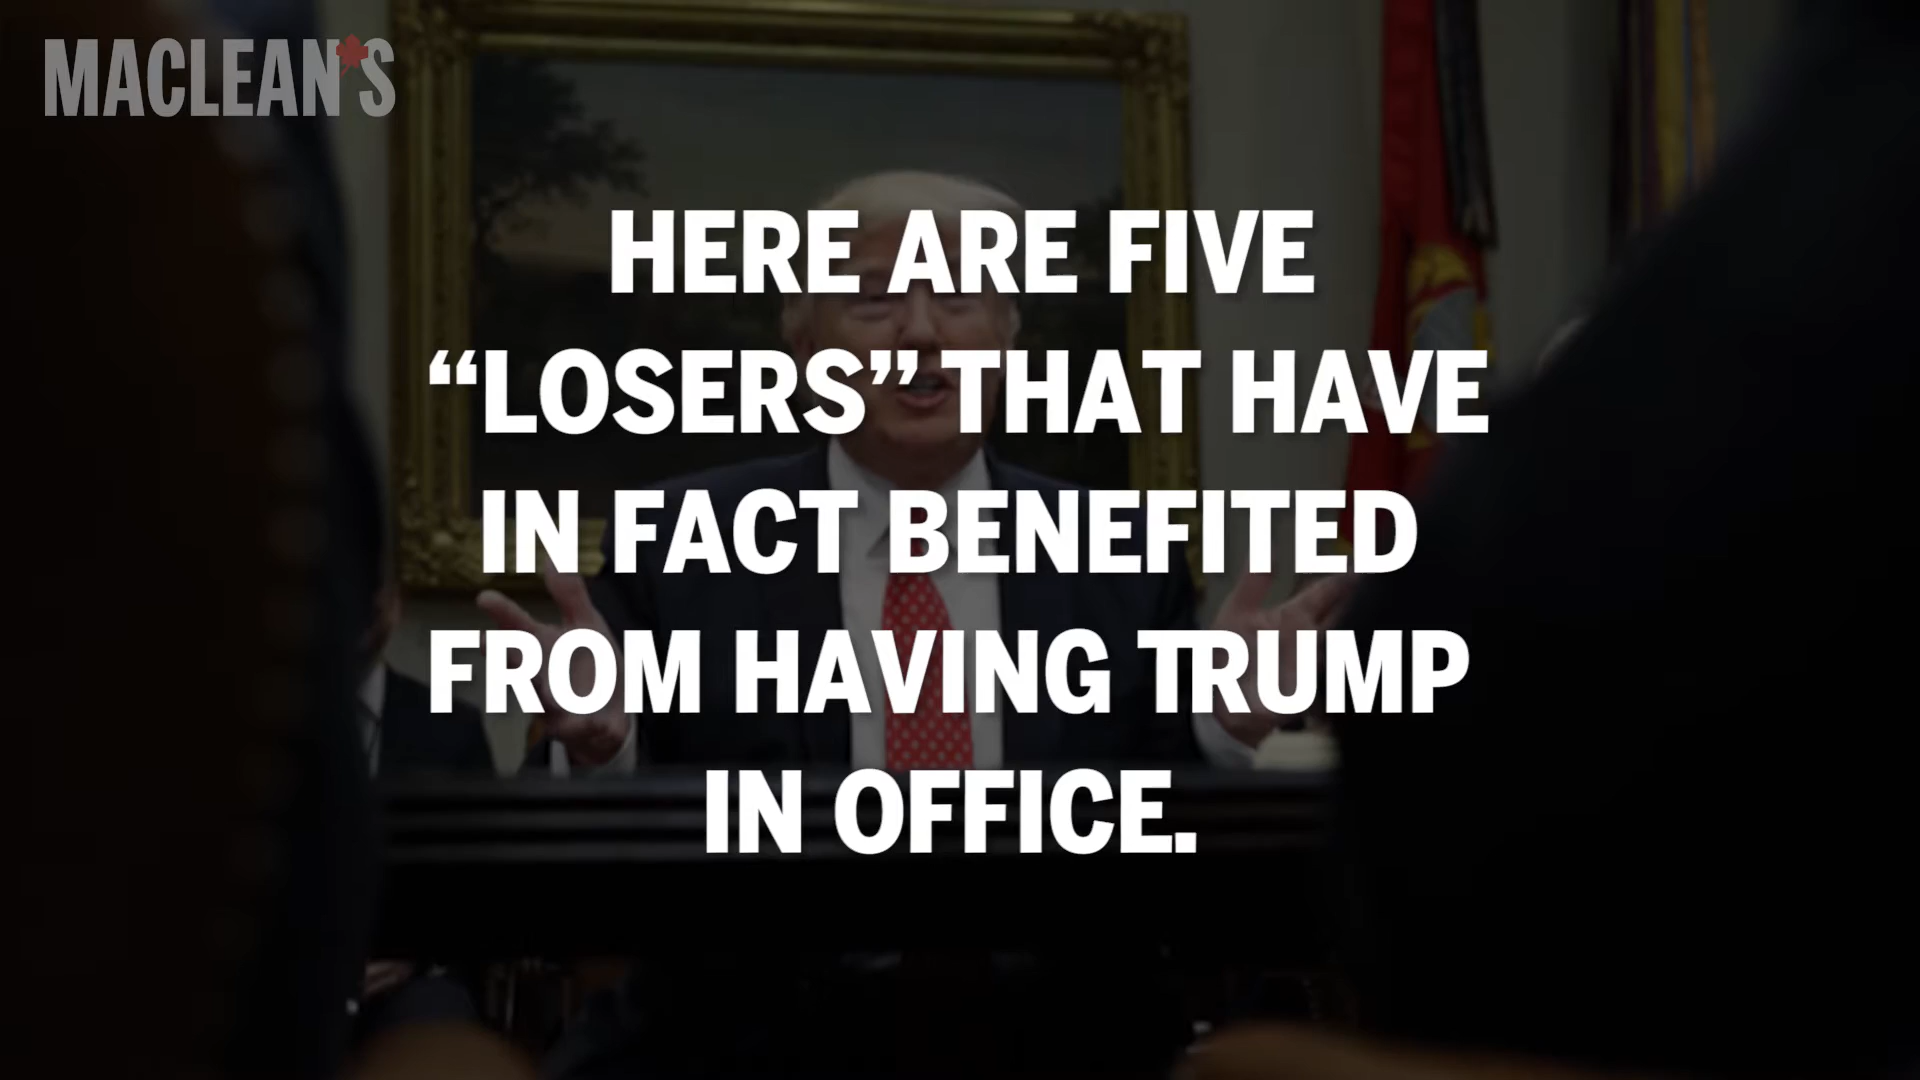 MACLEAN'S
HERE ARE FIVE
“LOSERS” THAT HAVE
IN FACT BENEFITED
FROM HAVING TRUMP
IN OFFICE.